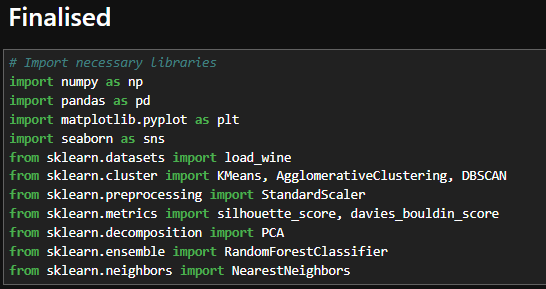 Finalised
# Import necessary libraries
import numpy as np
import pandas as pd
import matplotlib.pyplot as plt
import seaborn as sns
from sklearn.datasets import load_wine
from sklearn.cluster import KMeans, AgglomerativeClustering, DBSCAN
from sklearn.preprocessing import StandardScaler
from sklearn.metrics import silhouette_score, davies_bouldin_score
from sklearn.decomposition import PCA
from sklearn.ensemble import RandomForestClassifier
from sklearn.neighbors import NearestNeighbors